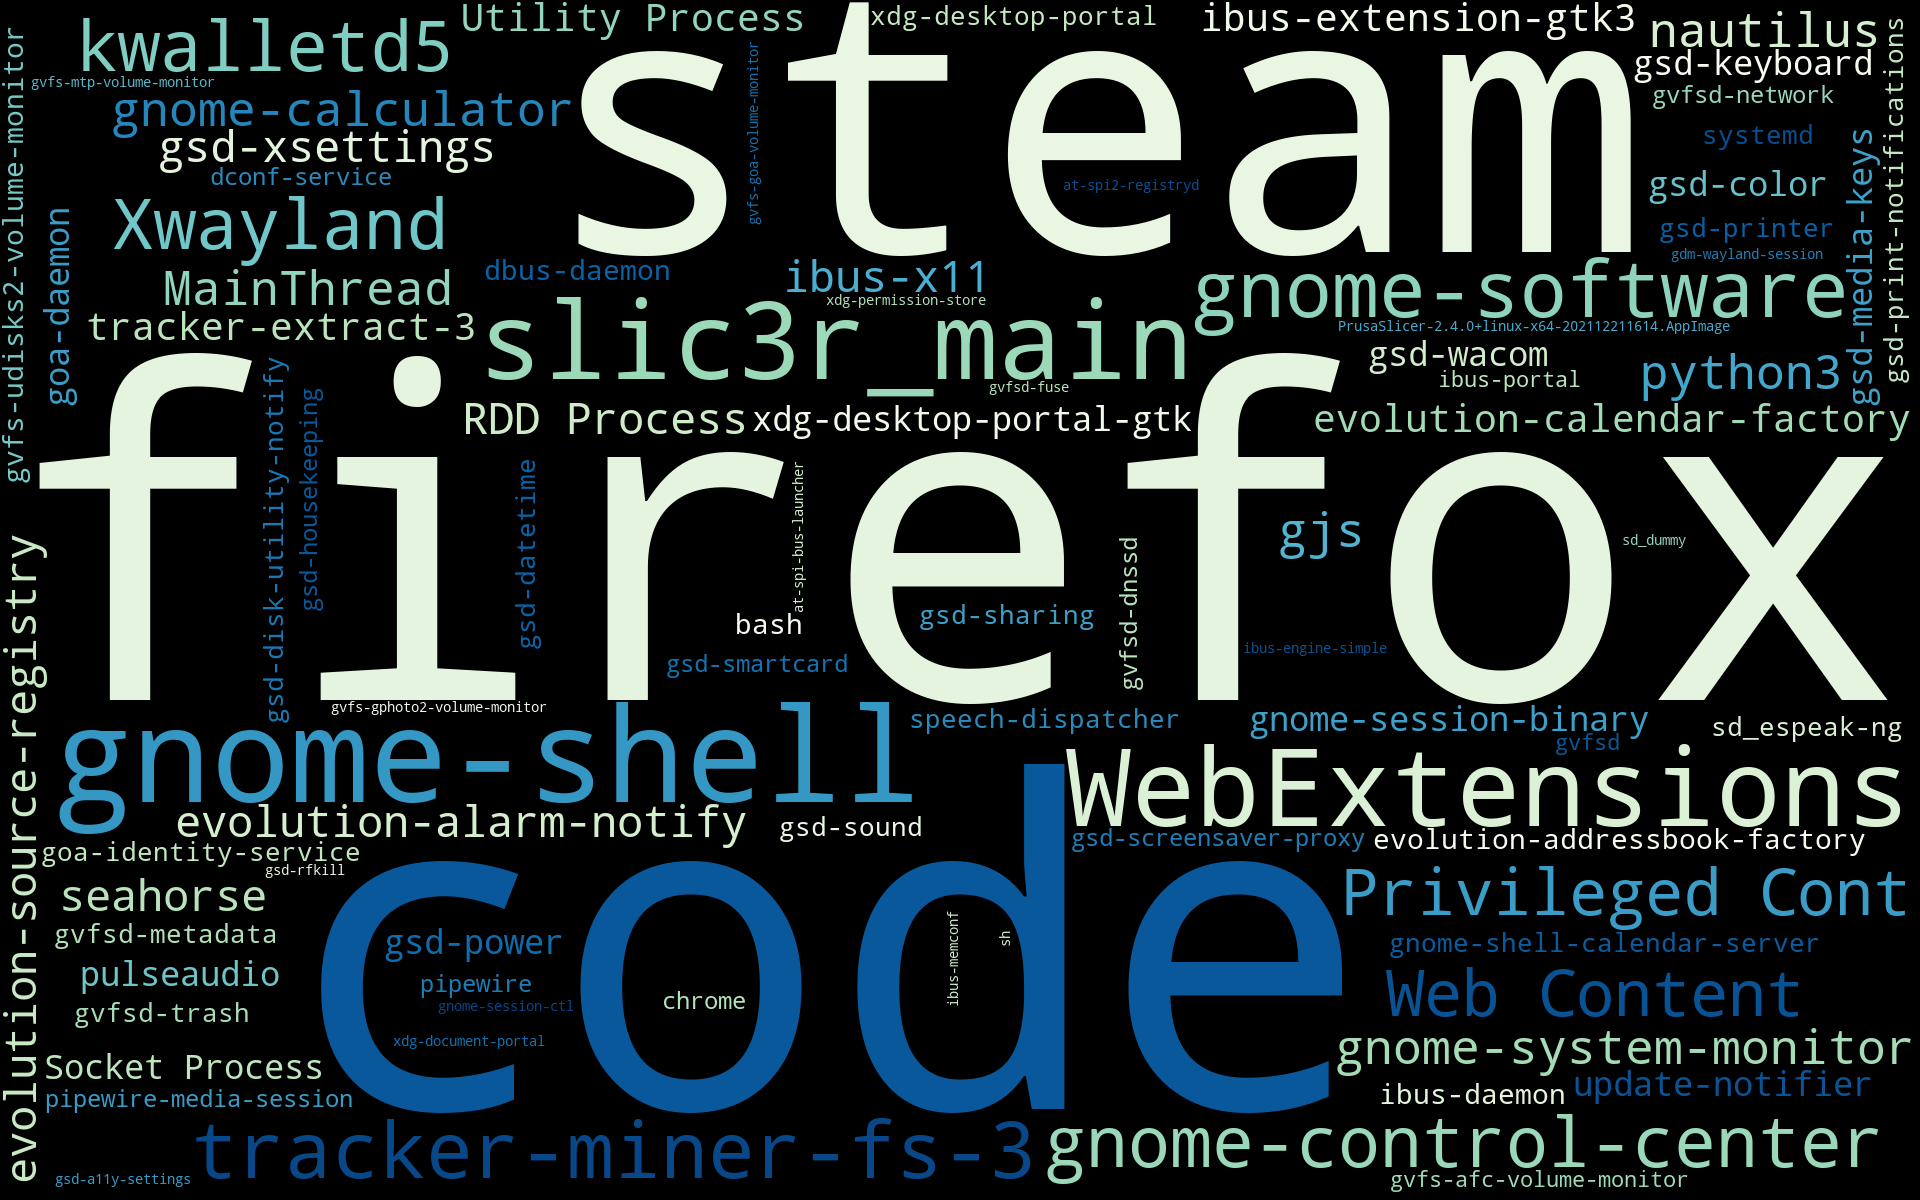 Utility Process
xdg-desktop-portal
ibus-extension-gtk3
nautilus
kwalletd5
steam
gsd-keyboard
gvfs-mtp-volume-monitor
gvfsd-network
gnome-calculator
gvfs-goa-volume-monitor
systemd
gsd-xsettings
dconf-service
at-spi2-registryd
gsd-color
Xwayland
gsd-printer
gdm-wayland-session
gvfs-udisks2-volume-monitor
goa-daemon
gsd-media-keys
gsd-print-notifications
dbus-daemon
ibus-x11
MainThread
xdg-permission-store
gnome-software
tracker-extract-3
slic3r_main
PrusaSlicer-2.4.0+linux-x64-202112211614.AppImage
gsd-wacom
python3
ibus-portal
gvfsd-fuse
RDD Process
xdg-desktop-portal-gtk
evolution-calendar-factory
firefox
gsd-disk-utility-notify
gsd-housekeeping
gsd-datetime
at-spi-bus-launcher
gjs
sd_dummy
gvfsd-dnssd
gsd-sharing
bash
ibus-engine-simple
gsd-smartcard
gvfs-gphoto2-volume-monitor
evolution-source-registry
gnome-shell
speech-dispatcher
gnome-session-binary
sd_espeak-ng
gvfsd
WebExtensions
evolution-alarm-notify
gsd-sound
gsd-screensaver-proxy
evolution-addressbook-factory
goa-identity-service
gsd-rfkill
seahorse
code
Privileged Cont
gvfsd-metadata
gsd-power
ibus-memconf
sh
gnome-shell-calendar-server
pulseaudio
pipewire
Web Content
gnome-session-ctl
chrome
gvfsd-trash
xdg-document-portal
gnome-system-monitor
Socket Process
update-notifier
ibus-daemon
pipewire-media-session
tracker-miner-fs-3
gnome-control-center
gsd-a11y-settings
gvfs-afc-volume-monitor